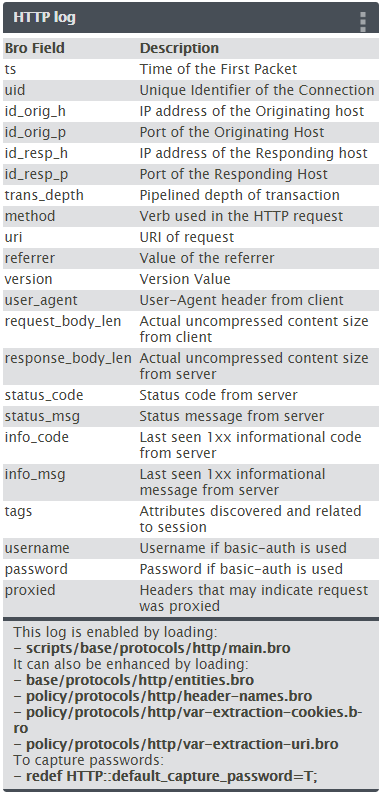 HTTP log
Bro Field Description
ts Time of the First Packet
uid Unique Identifier of the Connection
id_orig_h IP address of the Originating host
id_orig_p Port of the Originating Host
id_resp_h IP address of the Responding host
id_resp_p Port of the Responding Host
trans_depth Pipelined depth of transaction
method Verb used in the HTTP request
uri URI of request
referrer Value of the referrer
version Version Value
user_agent User-Agent header from client
request_body_len Actual uncompressed content size
from client
response_body_len Actual uncompressed content size
from server
status_code Status code from server
status_msg Status message from server
info_code Last seen 1xx informational code
from server
info_msg Last seen 1xx informational
message from server
tags Attributes discovered and related
to session
username Username if basic-auth is used
password Password if basic-auth is used
proxied Headers that may indicate request
was proxied
This log is enabled by loading:
- scripts/base/protocols/http/main.bro
It can also be enhanced by loading:
- base/protocols/http/entities.bro
- policy/protocols/http/header-names.bro
- policy/protocols/http/var-extraction-cookies.b-
ro
- policy/protocols/http/var-extraction-uri.bro
To capture passwords:
- redef HTTP::default_capture_password=T;